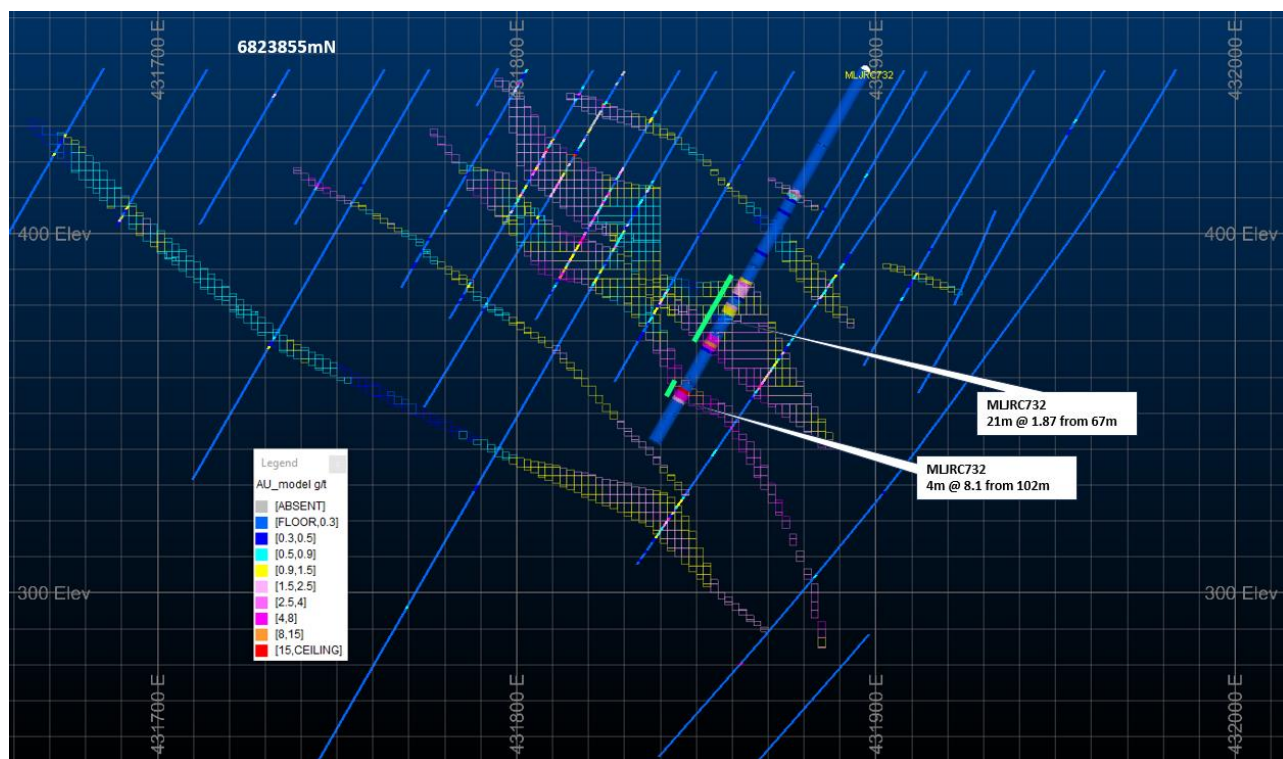 6823855mN
431700 E
431800 E
431900 E
432000 E
MLJRC732
400 Elev
400 Elev
MLJRC732
21m @ 1.87 from 67m
MLJRC732
4m @ 8.1 from 102m
Legend
AU_model g/t
[ABSENT]
[FLOOR,0.3]
[0.3,0.5]
[0.5,0.9]
[0.9,1.5]
[1.5,2.5]
[2.5,4]
[4,8]
[8,15]
[15,CEILING]
300 Elev
300 Elev
431700 E
431800 E
431900 E
432000 E